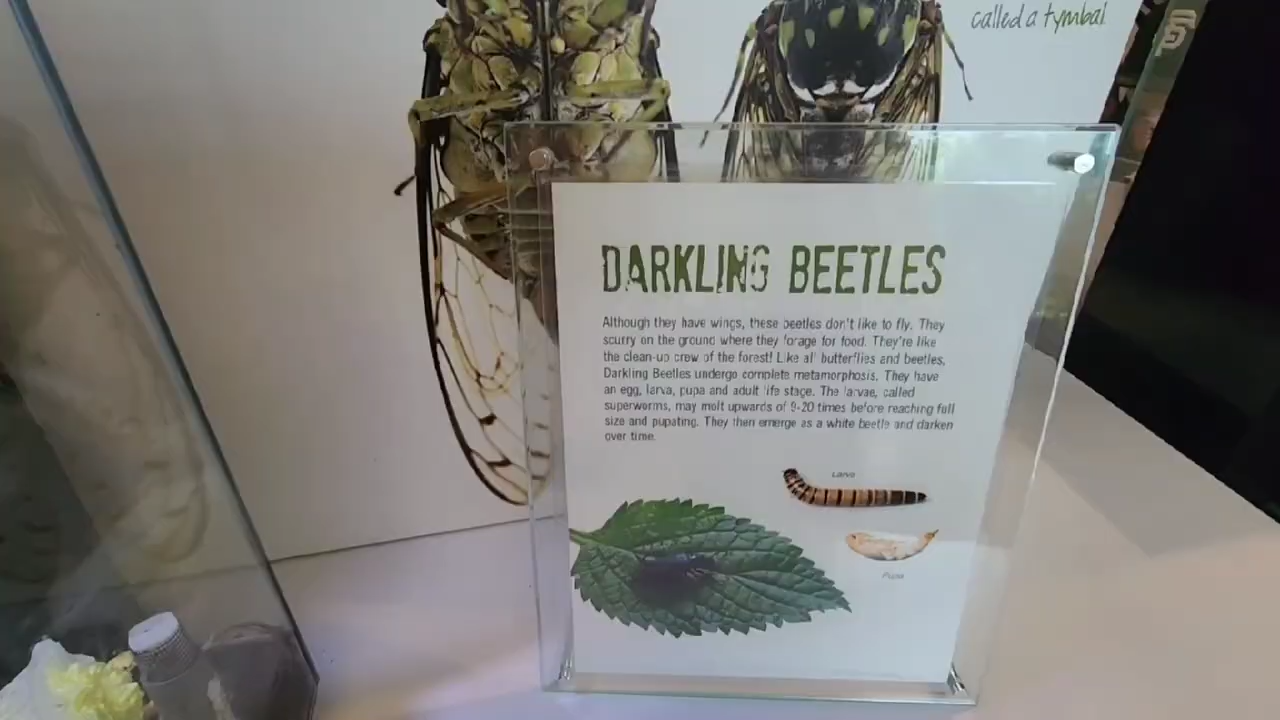 called a tymbal
DARKLING BEETLES
Although they have wings, these beetles don't like to fly. They
scurry on the ground where they forage for food. They're like
the clean-up crew of the forest! Like all butterflies and beetles,
Darkling Beetles undergo complete metamorphosis. They have
an egg, larva, pupa and adult life stage. The larvae, called
superworms, may molt upwards of 9-20 times before reaching full
size and pupating. They then emerge as a white beetle and darken
over time.
Larva
Pupa